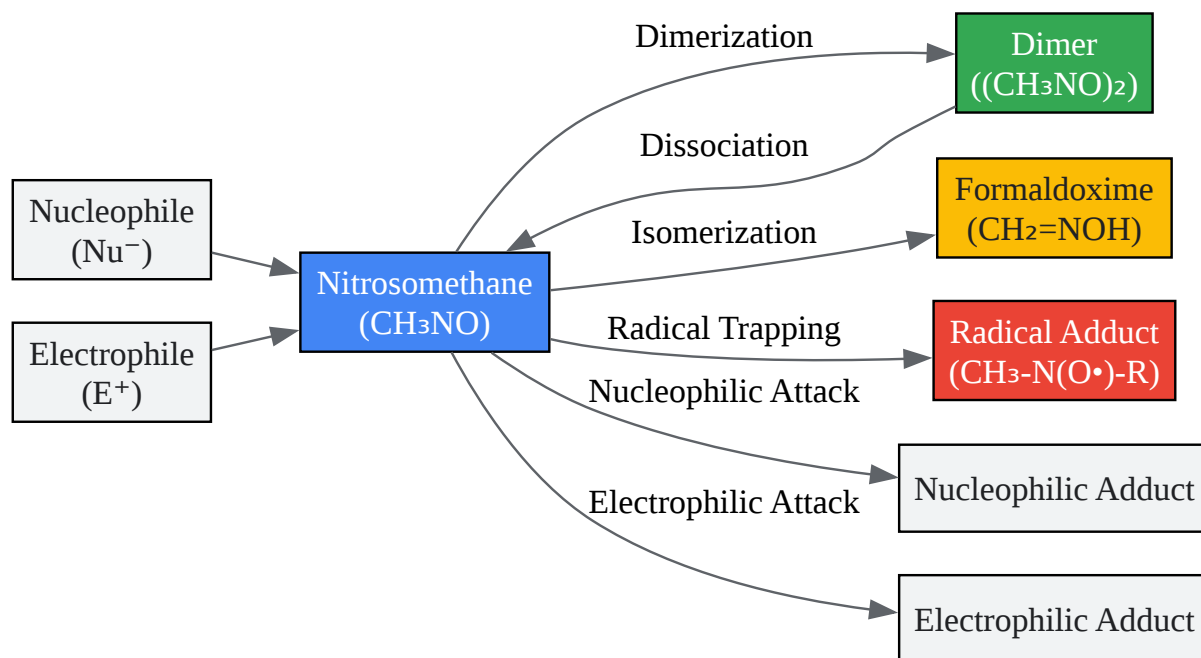 Dimerization
Dimer
((CH₃NO)₂)
Dissociation
Formaldoxime
(CH₂=NOH)
Nucleophile
(Nu⁻)
Isomerization
Nitrosomethane
(CH₃NO)
Electrophile
(E⁺)
Radical Trapping
Radical Adduct
(CH₃-N(O•)-R)
Nucleophilic Attack
Nucleophilic Adduct
Electrophilic Attack
Electrophilic Adduct